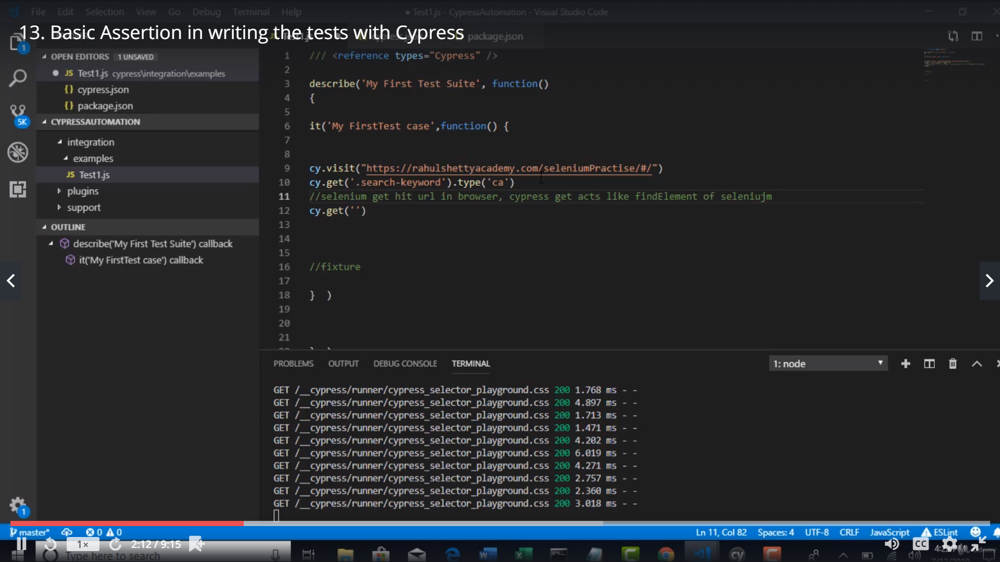 File Edit Selection View Go Debug Terminal Help
● Test1.js - CypressAutomation - Visual Studio Code
13. Basic Assertion in writing the tests with Cypress
package.json
1
OPEN EDITORS 1 UNSAVED
JS Test1.js cypress\integration\examples
{} cypress.json
{} package.json
5K
CYPRESSAUTOMATION
integration
examples
JS Test1.js
plugins
support
OUTLINE
describe('My First Test Suite') callback
it('My FirstTest case') callback
1 /// <reference types="Cypress" />
2
3 describe('My First Test Suite', function()
4 {
5
6 it('My FirstTest case',function() {
7
8
9 cy.visit("https://rahulshettyacademy.com/seleniumPractise/#/")
10 cy.get('.search-keyword').type('ca')
11 //selenium get hit url in browser, cypress get acts like findElement of seleniujm
12 cy.get('')
13
14
15
16 //fixture
17
18 } )
19
20
21
PROBLEMS OUTPUT DEBUG CONSOLE TERMINAL
1: node
GET /__cypress/runner/cypress_selector_playground.css 200 1.768 ms - -
GET /__cypress/runner/cypress_selector_playground.css 200 4.897 ms - -
GET /__cypress/runner/cypress_selector_playground.css 200 1.713 ms - -
GET /__cypress/runner/cypress_selector_playground.css 200 1.471 ms - -
GET /__cypress/runner/cypress_selector_playground.css 200 4.202 ms - -
GET /__cypress/runner/cypress_selector_playground.css 200 6.019 ms - -
GET /__cypress/runner/cypress_selector_playground.css 200 4.271 ms - -
GET /__cypress/runner/cypress_selector_playground.css 200 2.757 ms - -
GET /__cypress/runner/cypress_selector_playground.css 200 2.360 ms - -
GET /__cypress/runner/cypress_selector_playground.css 200 3.018 ms - -
1
master* 0 0
Ln 11, Col 82 Spaces: 4 UTF-8 CRLF JavaScript ESLint
1× 2:12 / 9:15
CC
Type here to search